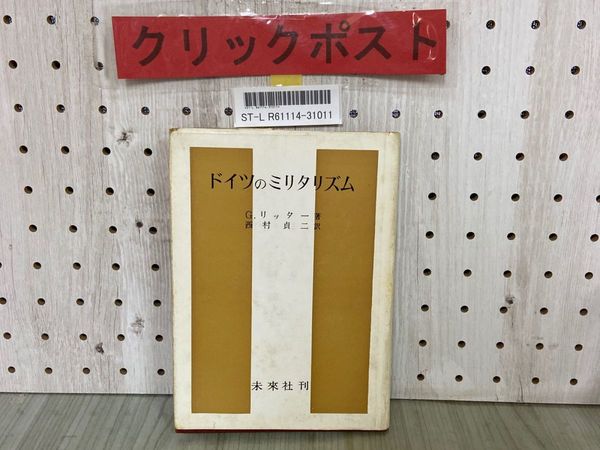 クリックポスト
ST-L R61114-31011
ドイツのミリタリズム
G.リッター著
西村貞二訳
未來社刊